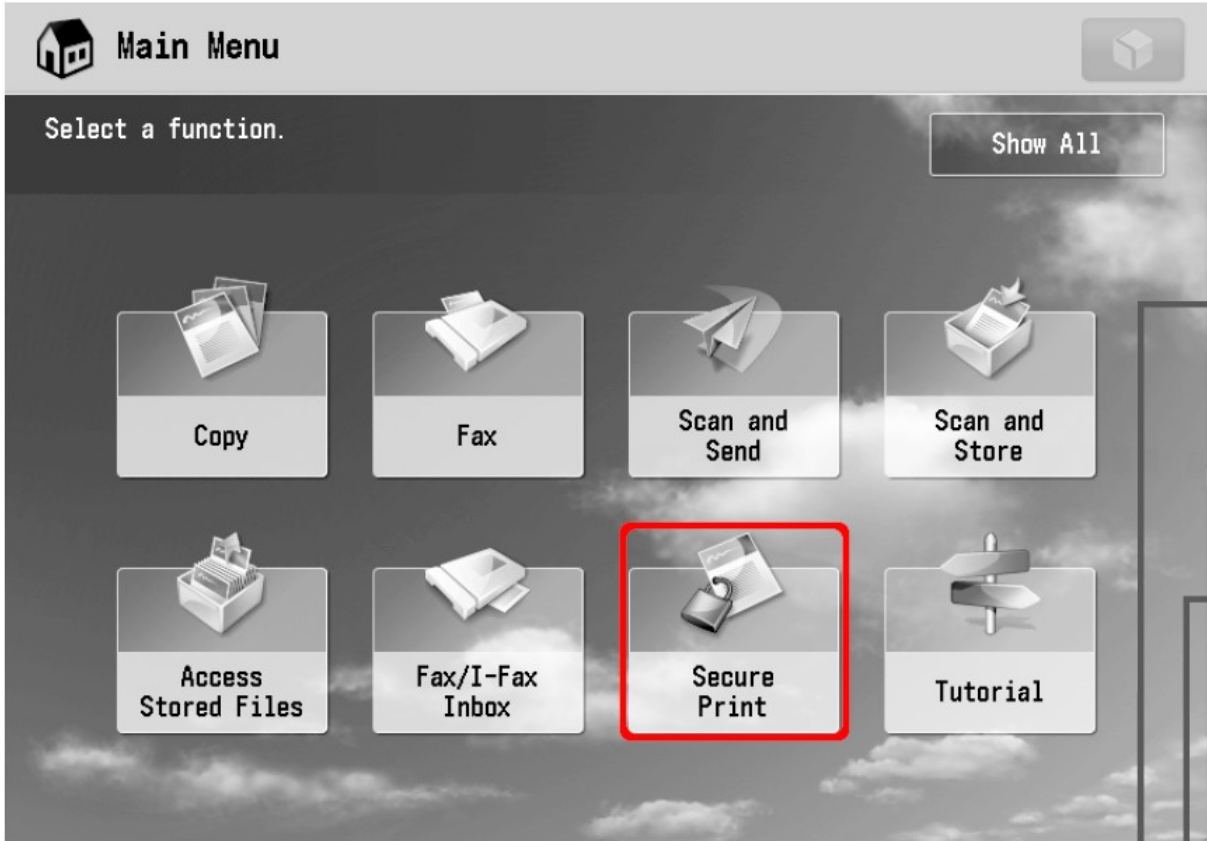 Main Menu
Select a function.
Show All
Copy
Fax
Scan and
Send
Scan and
Store
Access
Stored Files
Fax/I-Fax
Inbox
Secure
Print
Tutorial